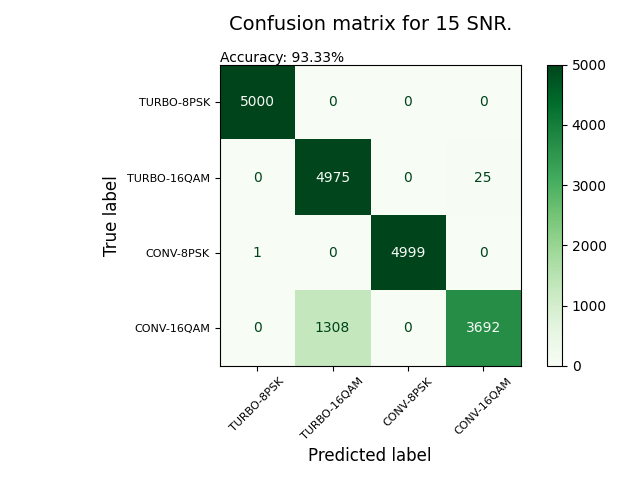 Confusion matrix for 15 SNR.
Accuracy: 93.33%
True label
TURBO-8PSK 5000 0 0 0
TURBO-16QAM 0 4975 0 25
CONV-8PSK 1 0 4999 0
CONV-16QAM 0 1308 0 3692
TURBO-8PSK TURBO-16QAM CONV-8PSK CONV-16QAM
Predicted label
5000
4000
3000
2000
1000
0